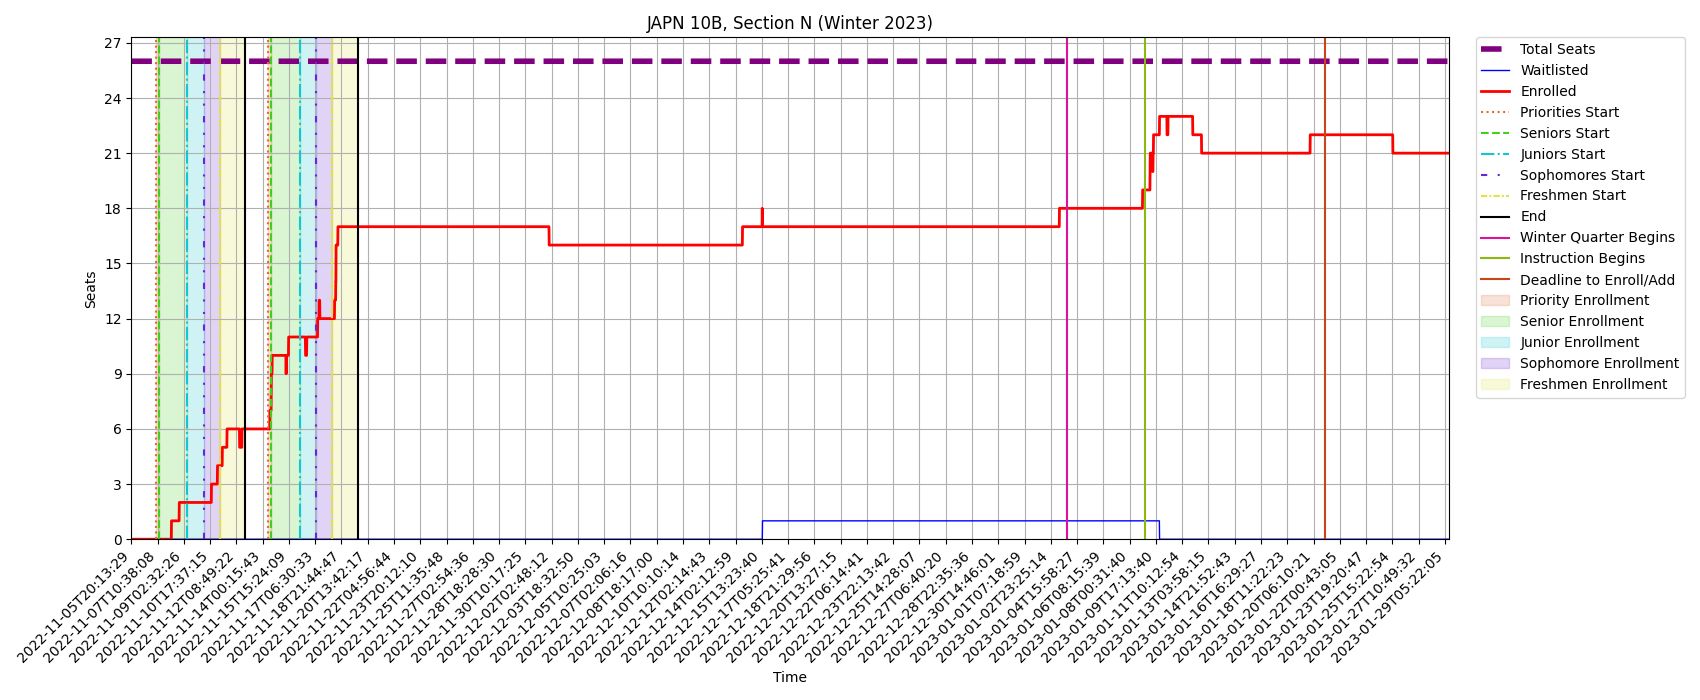 JAPN 10B, Section N (Winter 2023)
27
24
21
18
15
12
9
6
3
0
Seats
2022-11-05T20:13:29
2022-11-07T10:38:08
2022-11-09T02:32:26
2022-11-10T17:37:15
2022-11-12T08:49:22
2022-11-14T00:15:43
2022-11-15T15:24:09
2022-11-17T06:30:33
2022-11-18T21:44:47
2022-11-20T13:42:17
2022-11-22T04:56:44
2022-11-23T20:12:10
2022-11-25T11:35:48
2022-11-27T02:54:36
2022-11-28T18:28:30
2022-11-30T10:17:25
2022-12-02T02:48:12
2022-12-03T18:32:50
2022-12-05T10:25:03
2022-12-07T02:06:16
2022-12-08T18:17:00
2022-12-10T10:10:14
2022-12-12T02:14:43
2022-12-14T02:12:59
2022-12-15T13:23:40
2022-12-17T05:25:41
2022-12-18T21:29:56
2022-12-20T13:27:15
2022-12-22T06:14:41
2022-12-23T22:13:42
2022-12-25T14:28:07
2022-12-27T06:40:20
2022-12-28T22:35:36
2022-12-30T14:46:01
2023-01-01T07:18:59
2023-01-02T23:25:14
2023-01-04T15:58:27
2023-01-06T08:15:39
2023-01-08T00:31:40
2023-01-09T17:13:40
2023-01-11T10:12:54
2023-01-13T03:58:15
2023-01-14T21:52:43
2023-01-16T16:29:27
2023-01-18T11:22:23
2023-01-20T06:10:21
2023-01-22T00:43:05
2023-01-23T19:20:47
2023-01-25T15:22:54
2023-01-27T10:49:32
2023-01-29T05:22:05
Time
Total Seats
Waitlisted
Enrolled
Priorities Start
Seniors Start
Juniors Start
Sophomores Start
Freshmen Start
End
Winter Quarter Begins
Instruction Begins
Deadline to Enroll/Add
Priority Enrollment
Senior Enrollment
Junior Enrollment
Sophomore Enrollment
Freshmen Enrollment